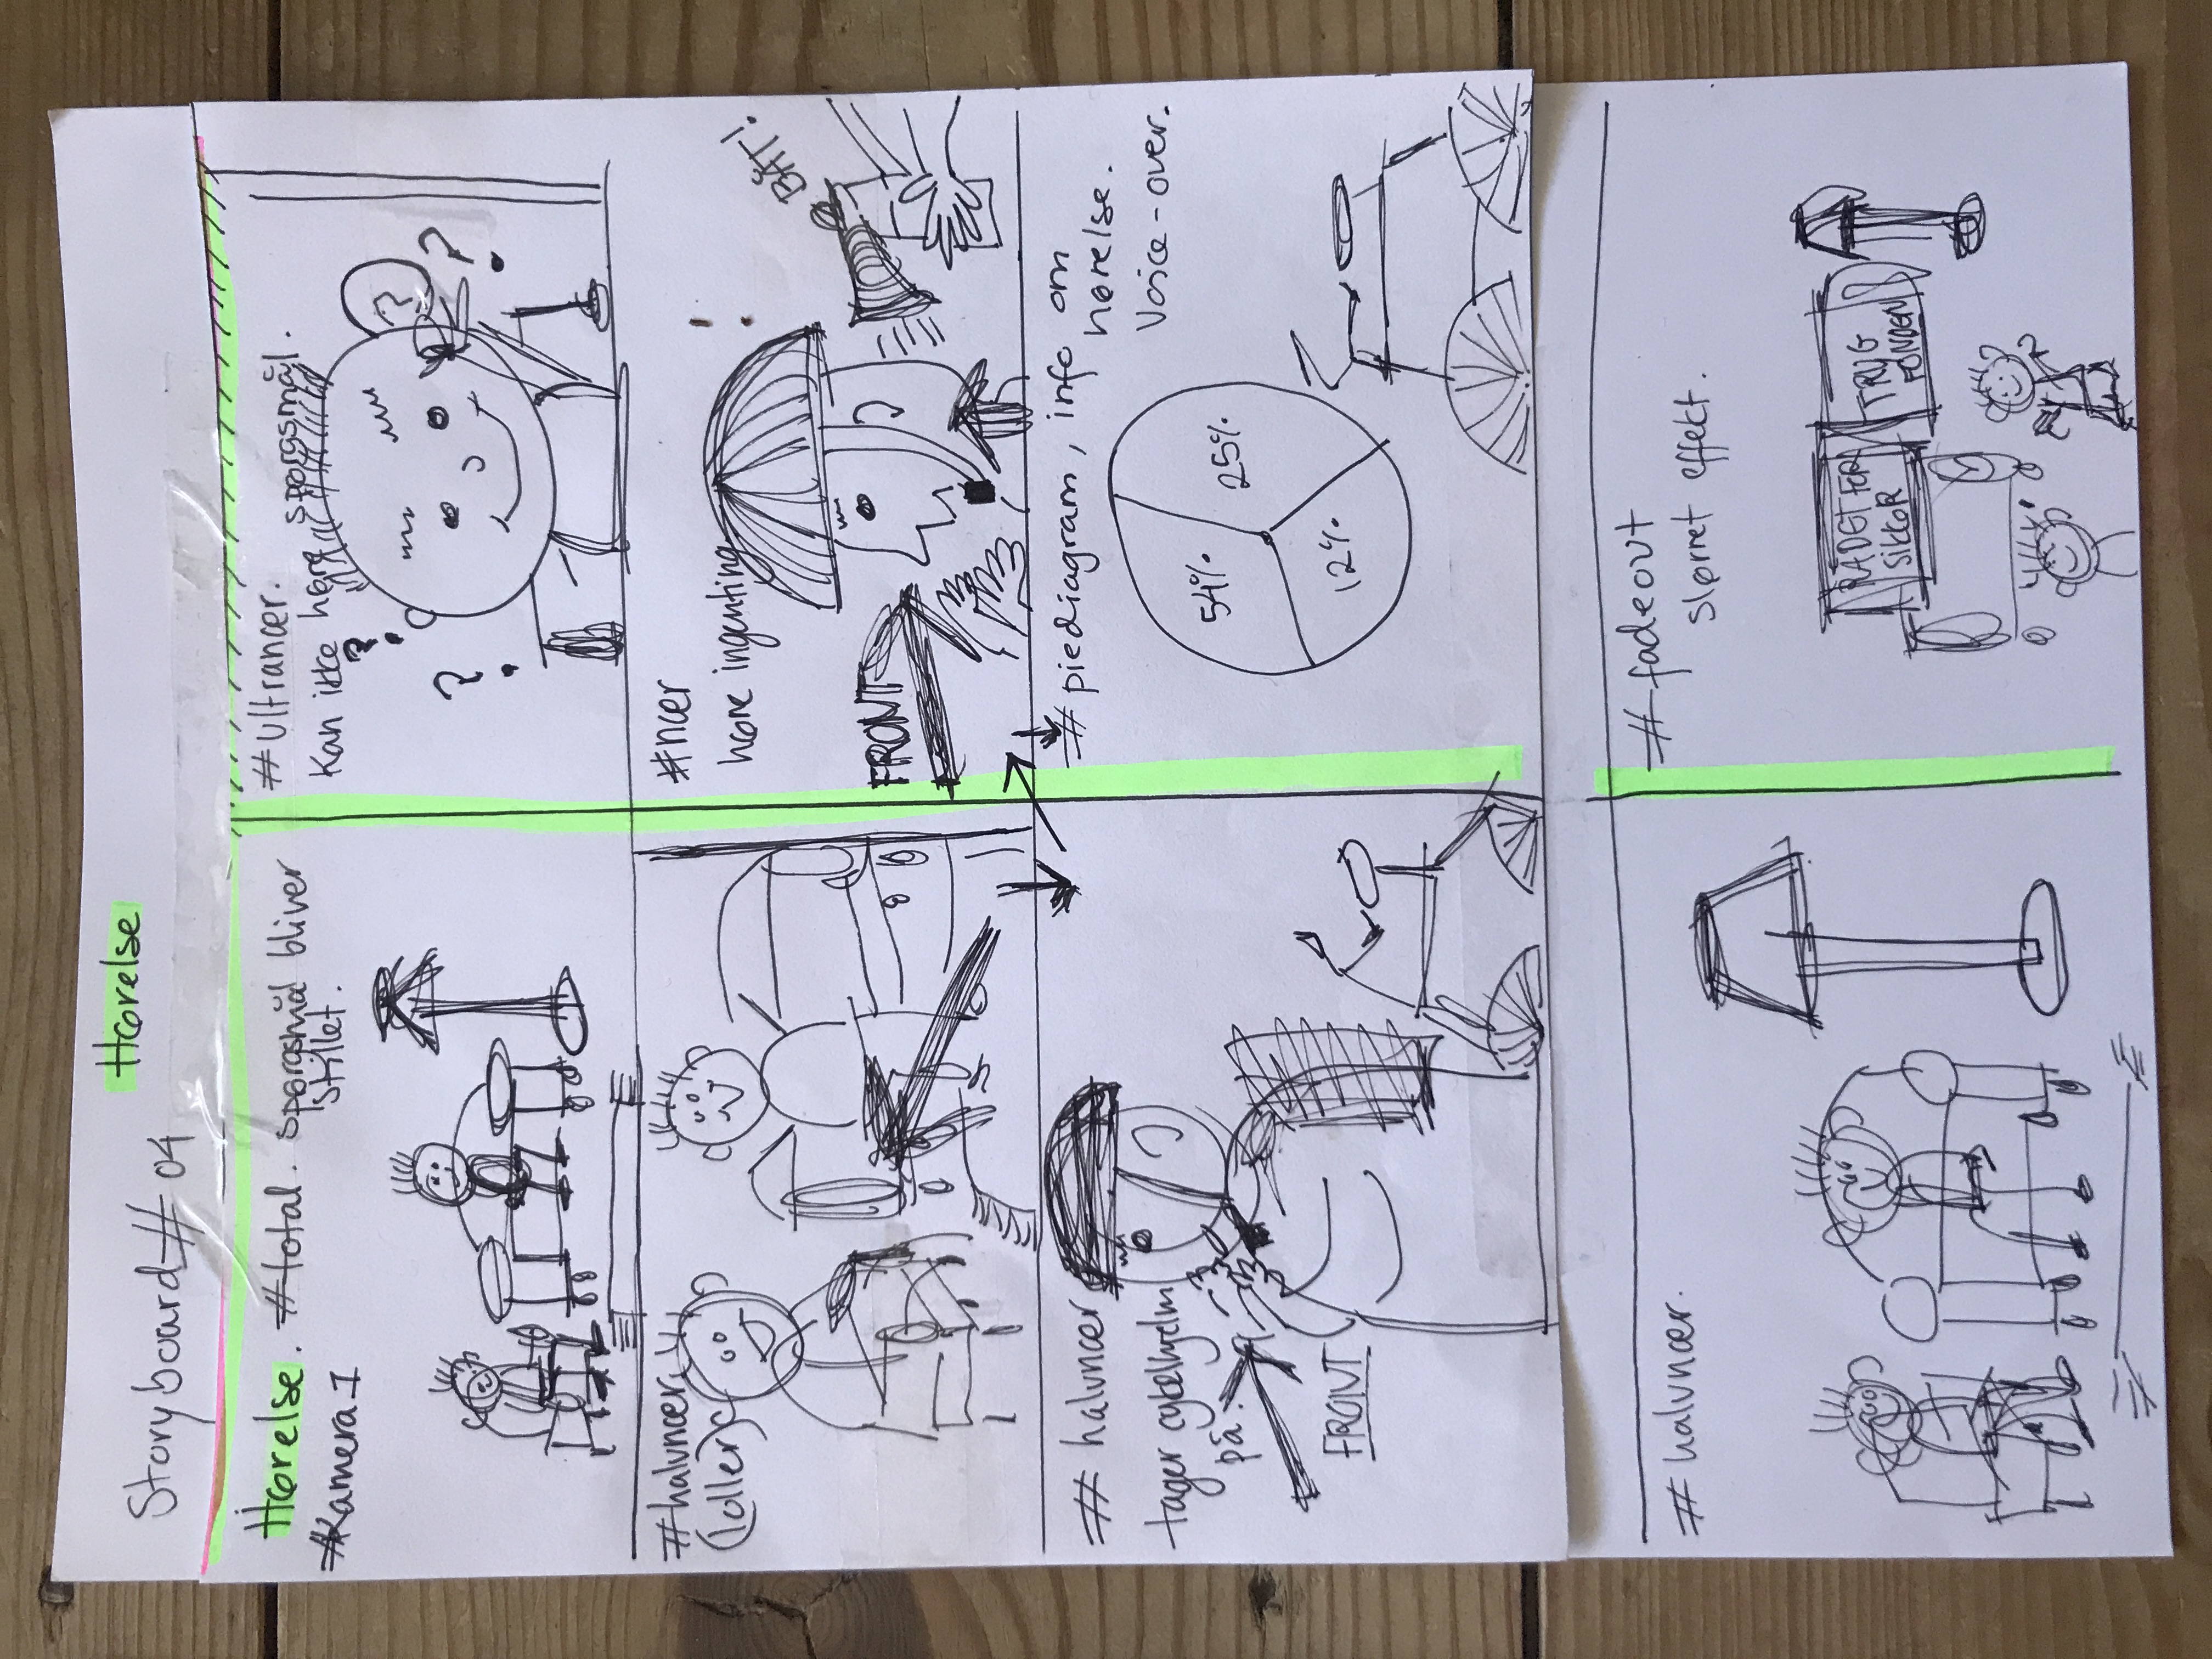 Hørelse
Storyboard # 04
Hørelse. #total. spørgsmål bliver
stillet.
#Kamera 1
#Ultranær.
Kan ikke høre spørgsmål.
?
?
?
?
#halvnær
(loller)
#nær
høre ingenting
!
BÅT!
FRONT
# halvnær
tager cykelhjelm
på.
FRONT
# piediagram, info om
hørelse.
Voice-over.
54%
25%
12%
# halvnær.
# fadeout
slørret effekt.
RÅDET FOR
SIKKER
TRYG
FONDEN